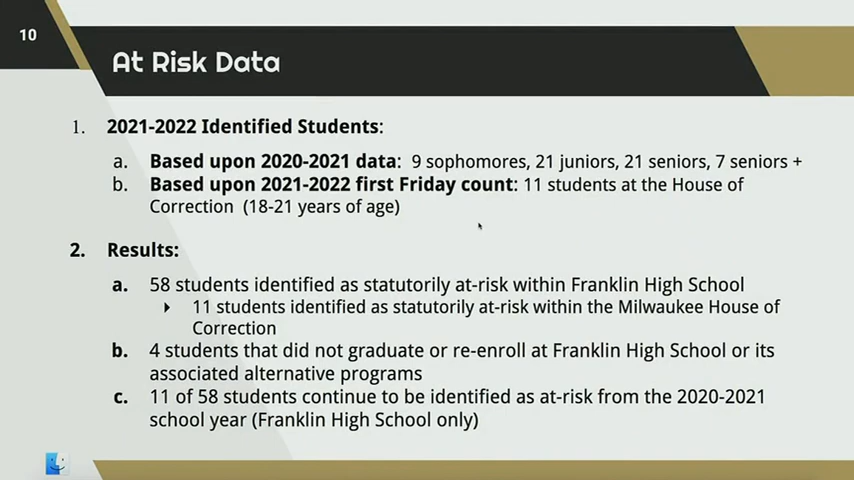 10
At Risk Data
1. 2021-2022 Identified Students:
a. Based upon 2020-2021 data: 9 sophomores, 21 juniors, 21 seniors, 7 seniors +
b. Based upon 2021-2022 first Friday count: 11 students at the House of
Correction (18-21 years of age)
2. Results:
a. 58 students identified as statutorily at-risk within Franklin High School
11 students identified as statutorily at-risk within the Milwaukee House of
Correction
b. 4 students that did not graduate or re-enroll at Franklin High School or its
associated alternative programs
c. 11 of 58 students continue to be identified as at-risk from the 2020-2021
school year (Franklin High School only)